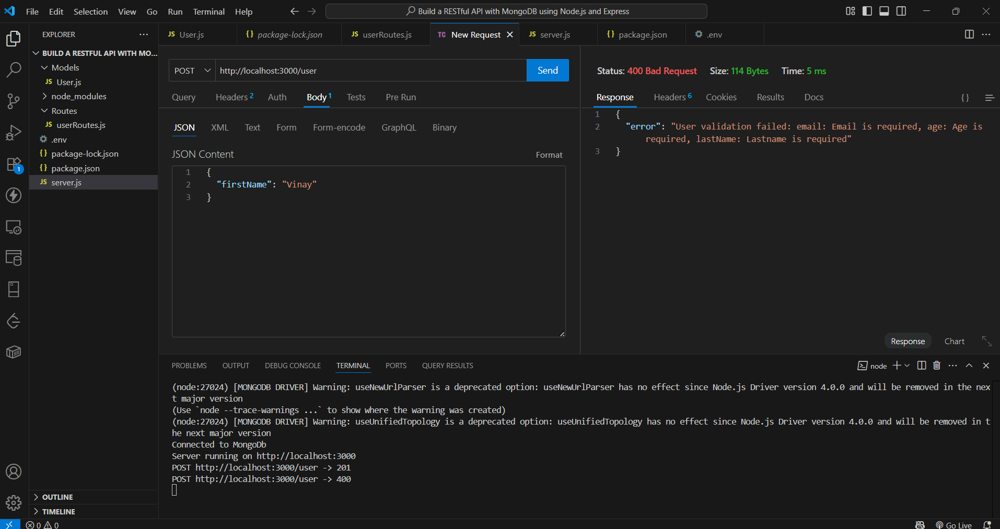 File Edit Selection View Go Run Terminal Help
Build a RESTful API with MongoDB using Node.js and Express
EXPLORER
BUILD A RESTFUL API WITH MO...
Models
JS User.js
node_modules
Routes
JS userRoutes.js
.env
{} package-lock.json
{} package.json
JS server.js
OUTLINE
TIMELINE
1
JS User.js {} package-lock.json JS userRoutes.js TC New Request JS server.js {} package.json .env
POST http://localhost:3000/user Send
Query Headers 2 Auth Body 1 Tests Pre Run
JSON XML Text Form Form-encode GraphQL Binary
JSON Content Format
1 {
2 "firstName": "Vinay"
3 }
Status: 400 Bad Request Size: 114 Bytes Time: 5 ms
Response Headers 6 Cookies Results Docs {}
1 {
2 "error": "User validation failed: email: Email is required, age: Age is
required, lastName: Lastname is required"
3 }
Response Chart
PROBLEMS OUTPUT DEBUG CONSOLE TERMINAL PORTS QUERY RESULTS node
(node:27024) [MONGODB DRIVER] Warning: useNewUrlParser is a deprecated option: useNewUrlParser has no effect since Node.js Driver version 4.0.0 and will be removed in the nex
t major version
(Use `node --trace-warnings ...` to show where the warning was created)
(node:27024) [MONGODB DRIVER] Warning: useUnifiedTopology is a deprecated option: useUnifiedTopology has no effect since Node.js Driver version 4.0.0 and will be removed in t
he next major version
Connected to MongoDb
Server running on http://localhost:3000
POST http://localhost:3000/user -> 201
POST http://localhost:3000/user -> 400
0 0 Go Live